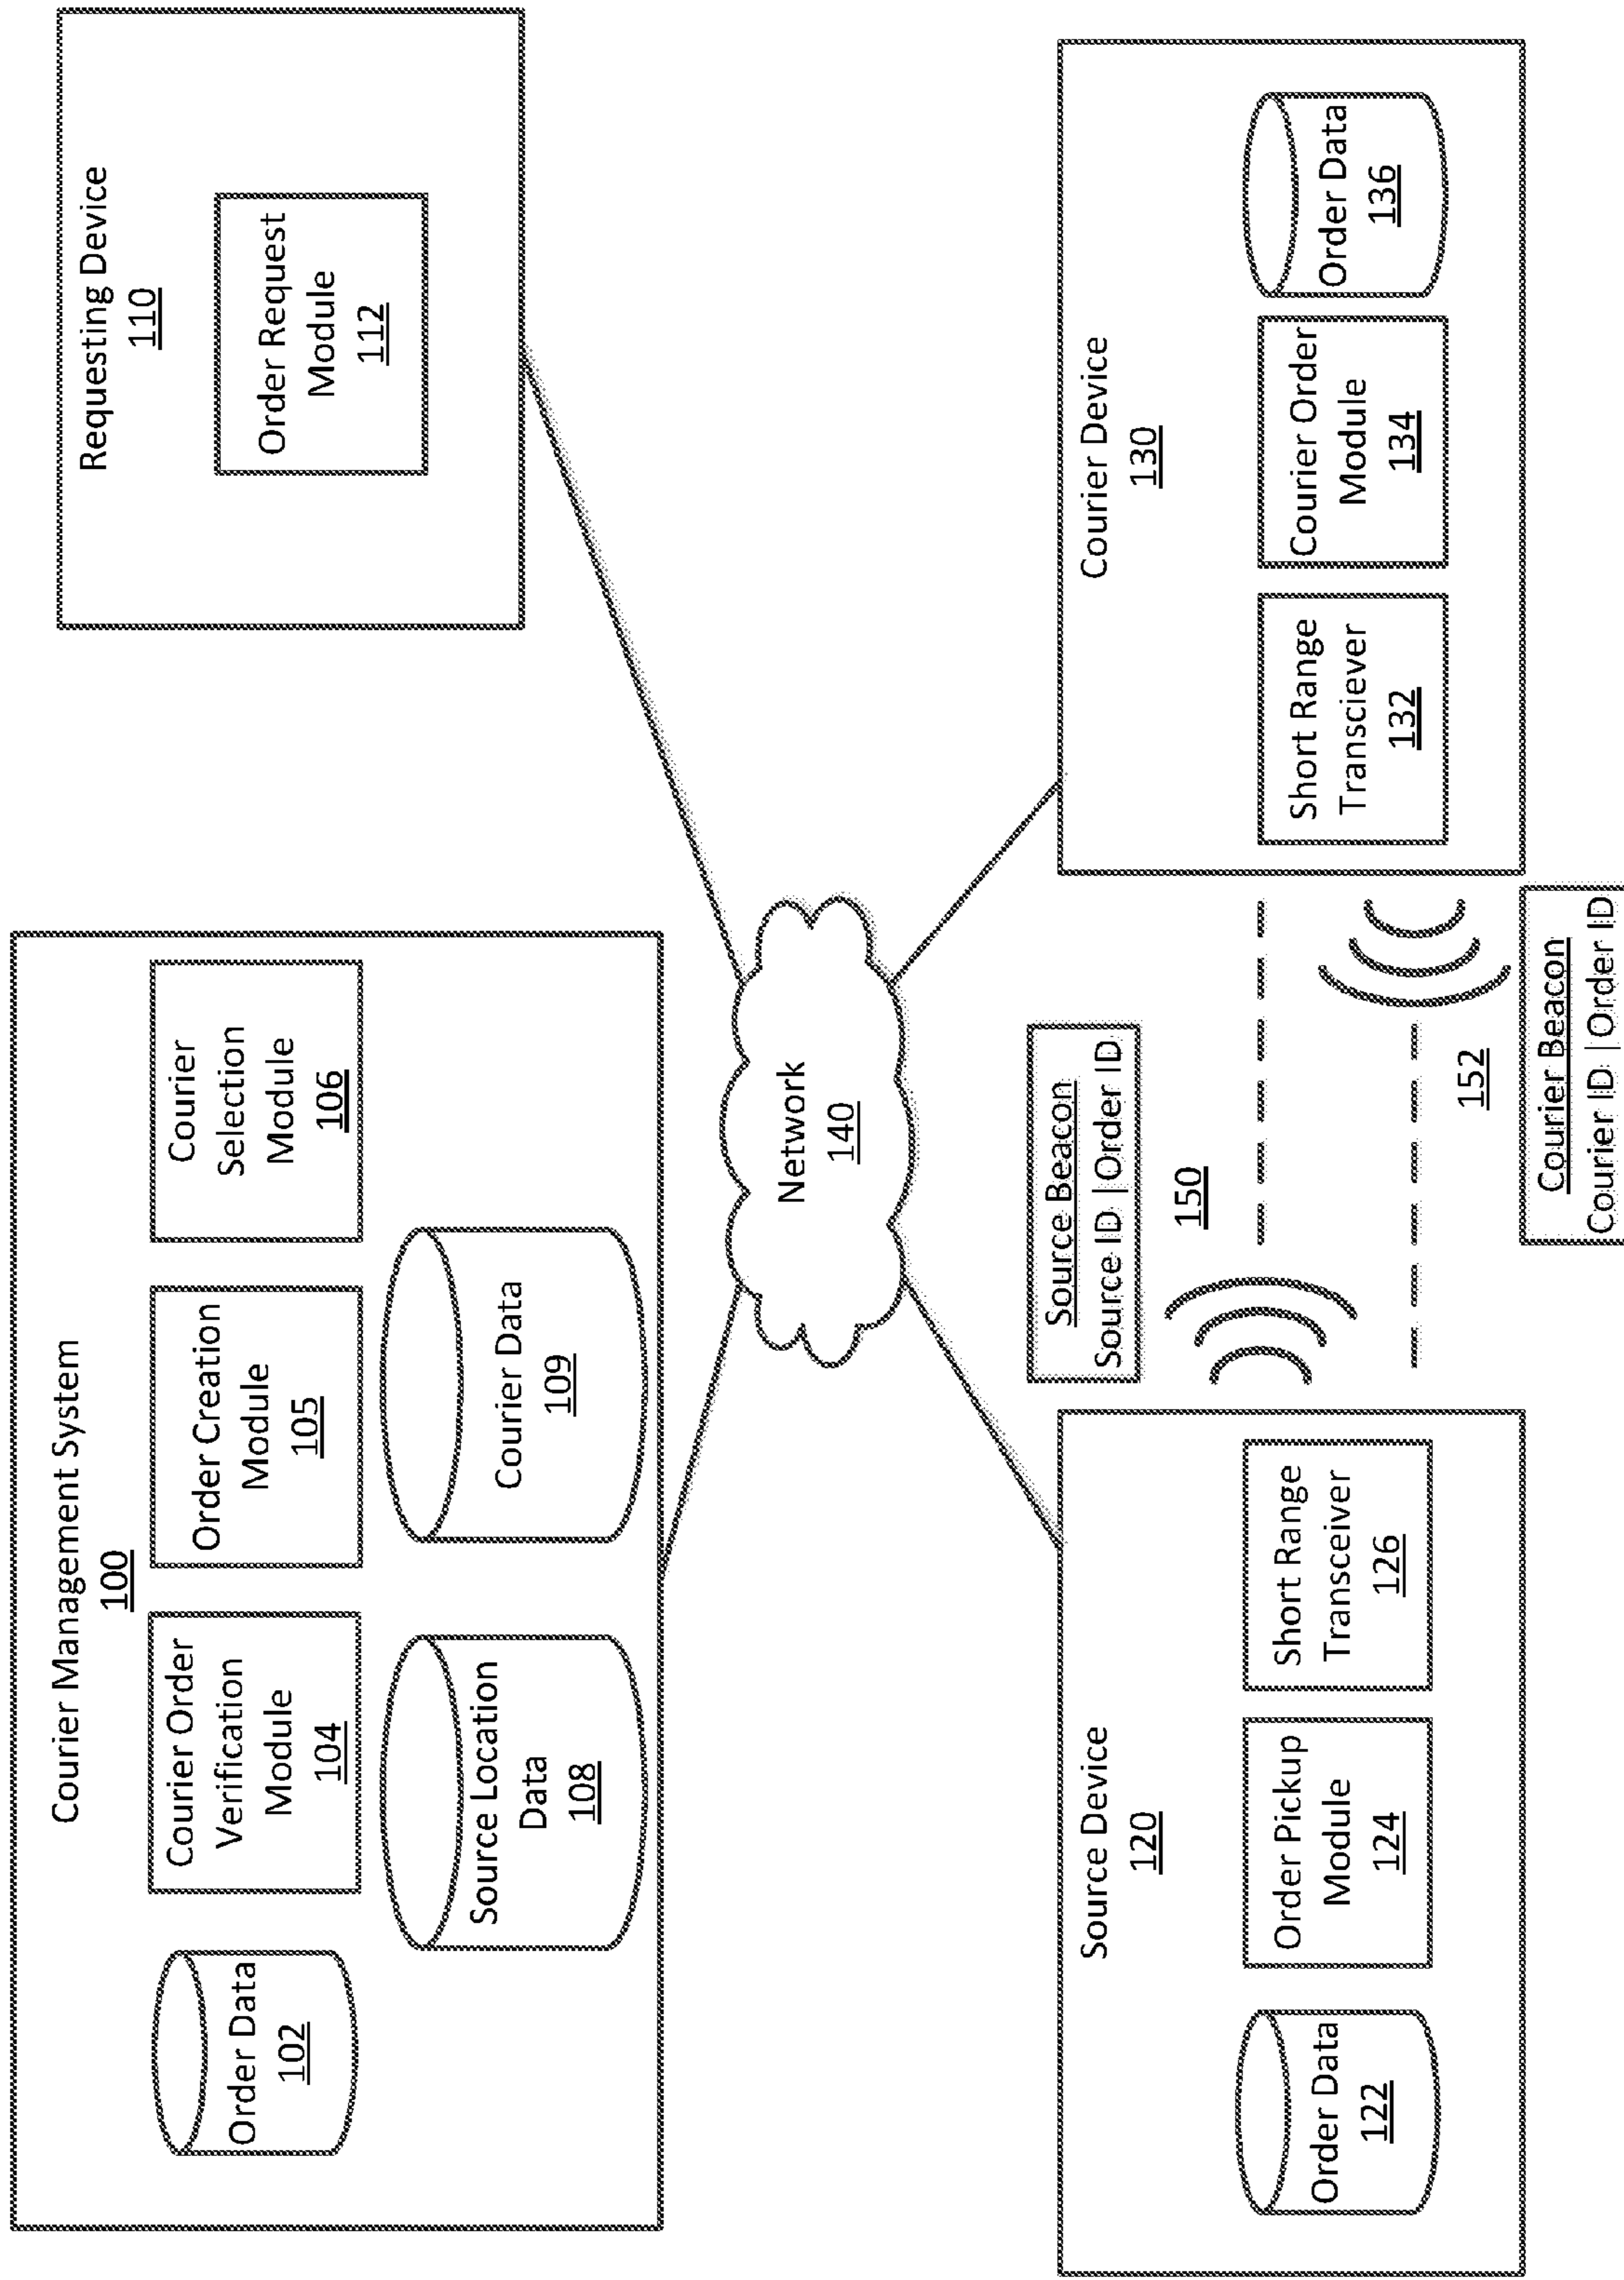 Courier Management System
100
Order Data
102
Courier Order
Verification
Module
104
Order Creation
Module
105
Courier
Selection
Module
106
Source Location
Data
108
Courier Data
109
Requesting Device
110
Order Request
Module
112
Network
140
Source Device
120
Order Data
122
Order Pickup
Module
124
Short Range
Transceiver
126
Source Beacon
Source ID |Order ID
150
152
Courier Beacon
Courier ID |Order ID
Courier Device
130
Short Range
Transciever
132
Courier Order
Module
134
Order Data
136